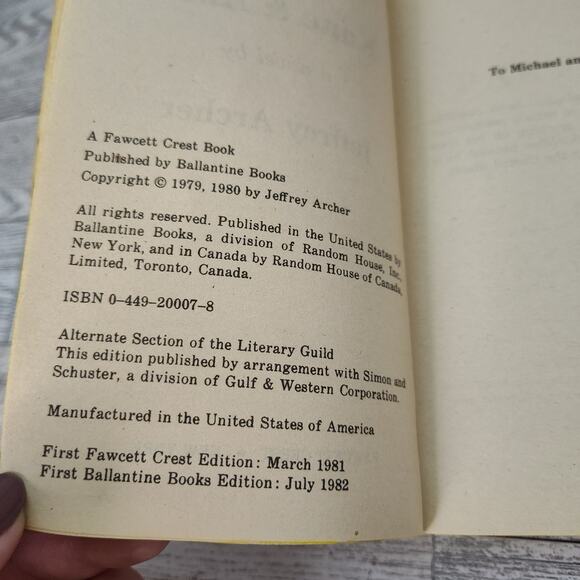 A Fawcett Crest Book
Published by Ballantine Books
Copyright © 1979, 1980 by Jeffrey Archer
All rights reserved. Published in the United States by
Ballantine Books, a division of Random House, Inc.,
New York, and in Canada by Random House of Canada,
Limited, Toronto, Canada.
ISBN 0-449-20007-8
Alternate Section of the Literary Guild
This edition published by arrangement with Simon and
Schuster, a division of Gulf & Western Corporation.
Manufactured in the United States of America
First Fawcett Crest Edition: March 1981
First Ballantine Books Edition: July 1982
To Michael an